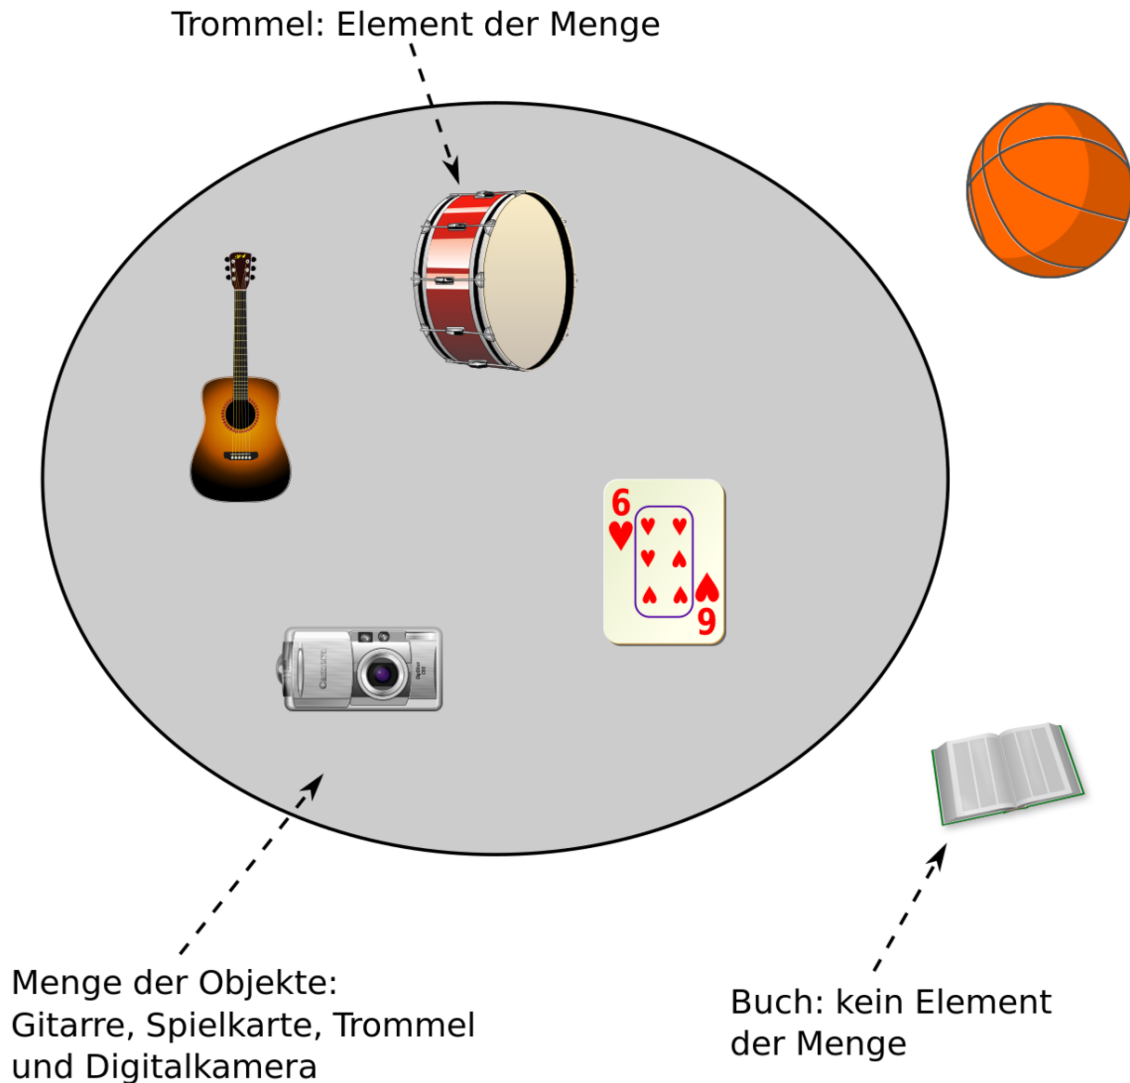 Trommel: Element der Menge
6
9
Canon
Menge der Objekte:
Gitarre, Spielkarte, Trommel
und Digitalkamera
Buch: kein Element
der Menge